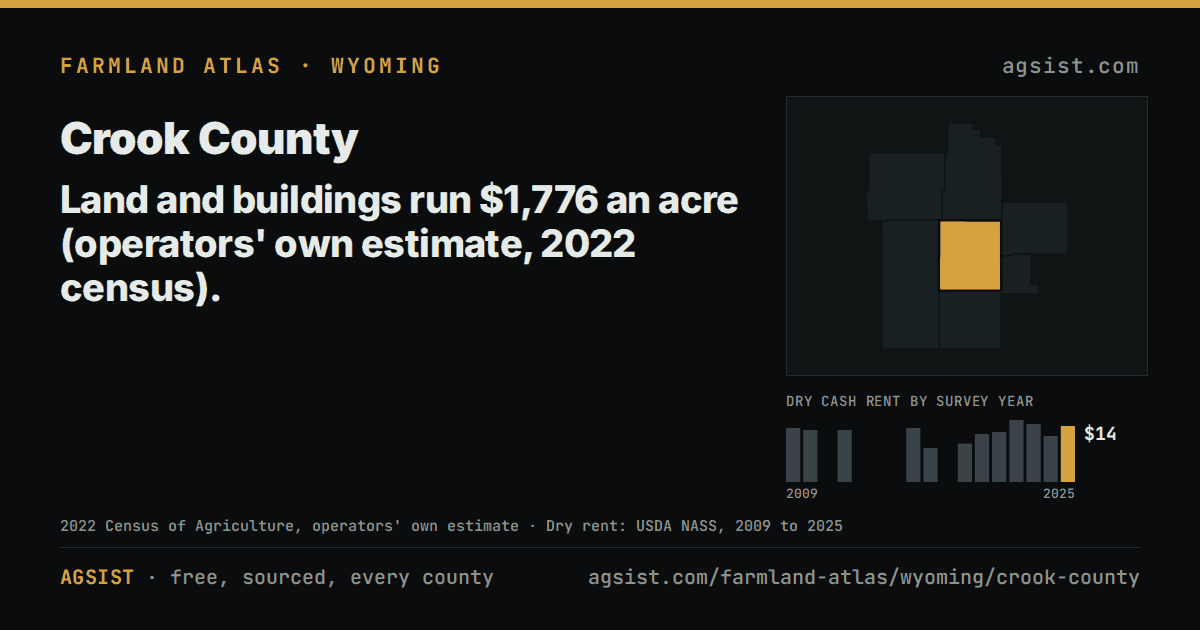 FARMLAND ATLAS · WYOMING
agsist.com
Crook County
Land and buildings run $1,776 an acre
(operators' own estimate, 2022
census).
DRY CASH RENT BY SURVEY YEAR
$14
2009
2025
2022 Census of Agriculture, operators' own estimate · Dry rent: USDA NASS, 2009 to 2025
AGSIST · free, sourced, every county
agsist.com/farmland-atlas/wyoming/crook-county